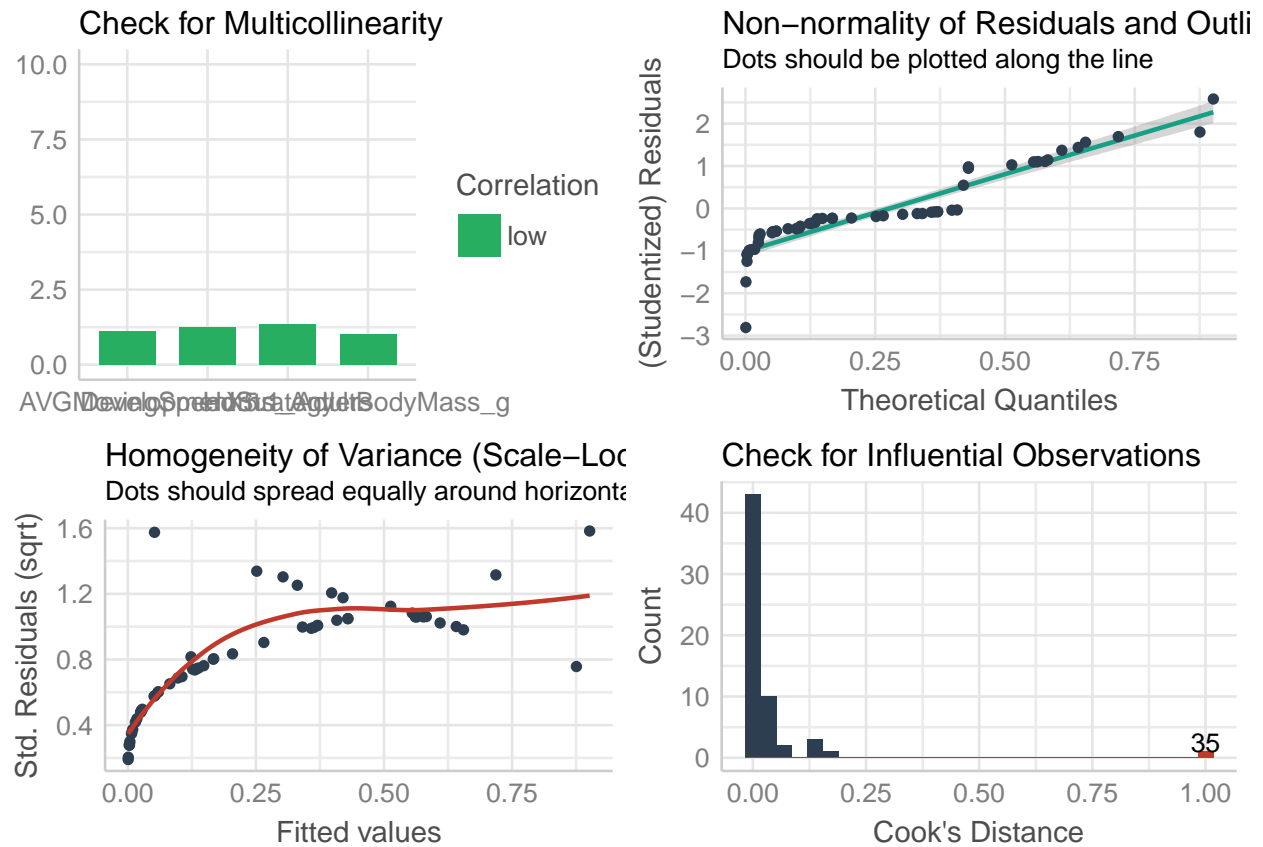 Check for Multicollinearity
10.0
7.5
5.0
2.5
0.0
Correlation
low
Non−normality of Residuals and Outli
Dots should be plotted along the line
(Studentized) Residuals
2
1
0
−1
−2
−3
0.00 0.25 0.50 0.75
Theoretical Quantiles
Homogeneity of Variance (Scale−Loc
Dots should spread equally around horizonta
Std. Residuals (sqrt)
1.6
1.2
0.8
0.4
0.00 0.25 0.50 0.75
Fitted values
Check for Influential Observations
Count
40
30
20
10
0
35
0.00 0.25 0.50 0.75 1.00
Cook's Distance